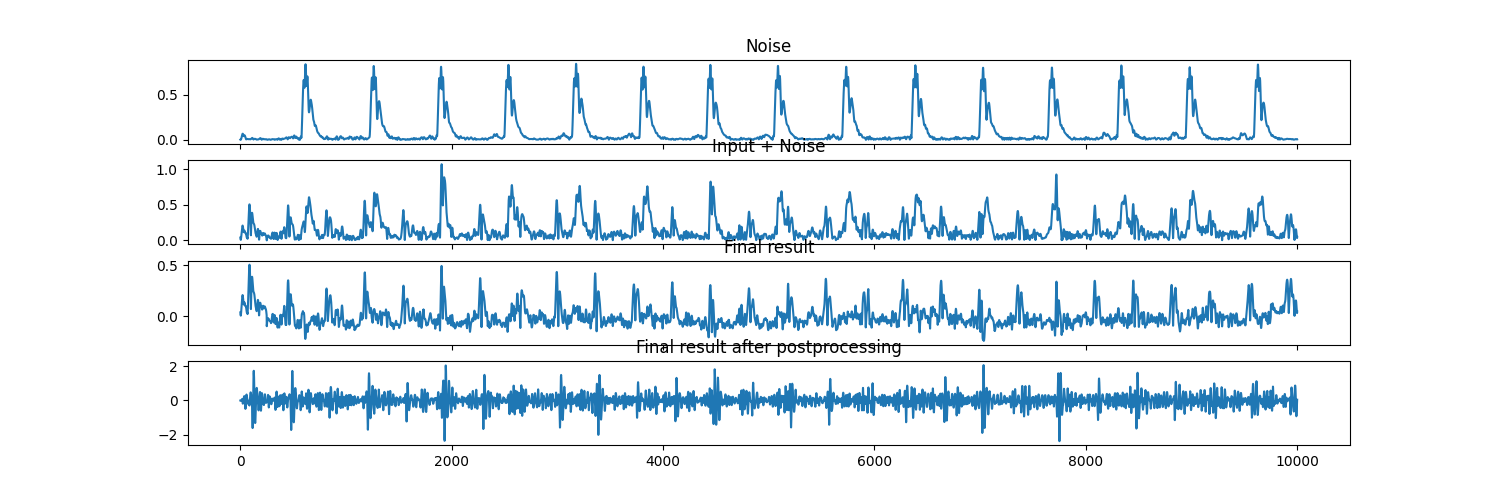 Noise
0.5
0.0
Input + Noise
1.0
0.5
0.0
Final result
0.5
0.0
Final result after postprocessing
2
0
−2
0 2000 4000 6000 8000 10000